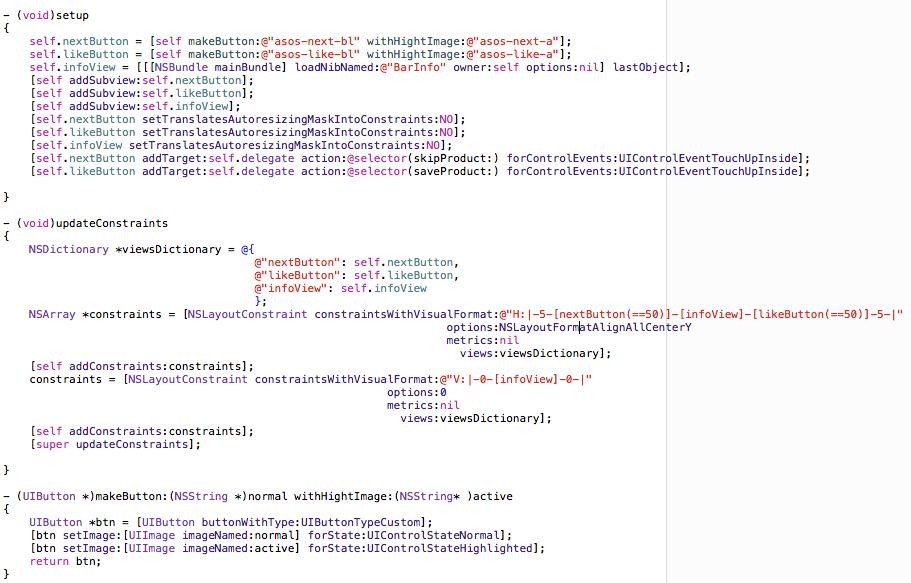 - (void)setup
{
    self.nextButton = [self makeButton:@"asos-next-bl" withHightImage:@"asos-next-a"];
    self.likeButton = [self makeButton:@"asos-like-bl" withHightImage:@"asos-like-a"];
    self.infoView = [[[NSBundle mainBundle] loadNibNamed:@"BarInfo" owner:self options:nil] lastObject];
    [self addSubview:self.nextButton];
    [self addSubview:self.likeButton];
    [self addSubview:self.infoView];
    [self.nextButton setTranslatesAutoresizingMaskIntoConstraints:NO];
    [self.likeButton setTranslatesAutoresizingMaskIntoConstraints:NO];
    [self.infoView setTranslatesAutoresizingMaskIntoConstraints:NO];
    [self.nextButton addTarget:self.delegate action:@selector(skipProduct:) forControlEvents:UIControlEventTouchUpInside];
    [self.likeButton addTarget:self.delegate action:@selector(saveProduct:) forControlEvents:UIControlEventTouchUpInside];

}

- (void)updateConstraints
{
    NSDictionary *viewsDictionary = @{
                                      @"nextButton": self.nextButton,
                                      @"likeButton": self.likeButton,
                                      @"infoView": self.infoView
                                      };
    NSArray *constraints = [NSLayoutConstraint constraintsWithVisualFormat:@"H:|-5-[nextButton(==50)]-[infoView]-[likeButton(==50)]-5-|"
                                                                   options:NSLayoutFormatAlignAllCenterY
                                                                   metrics:nil
                                                                     views:viewsDictionary];
    [self addConstraints:constraints];
    constraints = [NSLayoutConstraint constraintsWithVisualFormat:@"V:|-0-[infoView]-0-|"
                                                          options:0
                                                          metrics:nil
                                                            views:viewsDictionary];
    [self addConstraints:constraints];
    [super updateConstraints];

}

- (UIButton *)makeButton:(NSString *)normal withHightImage:(NSString* )active
{
    UIButton *btn = [UIButton buttonWithType:UIButtonTypeCustom];
    [btn setImage:[UIImage imageNamed:normal] forState:UIControlStateNormal];
    [btn setImage:[UIImage imageNamed:active] forState:UIControlStateHighlighted];
    return btn;
}